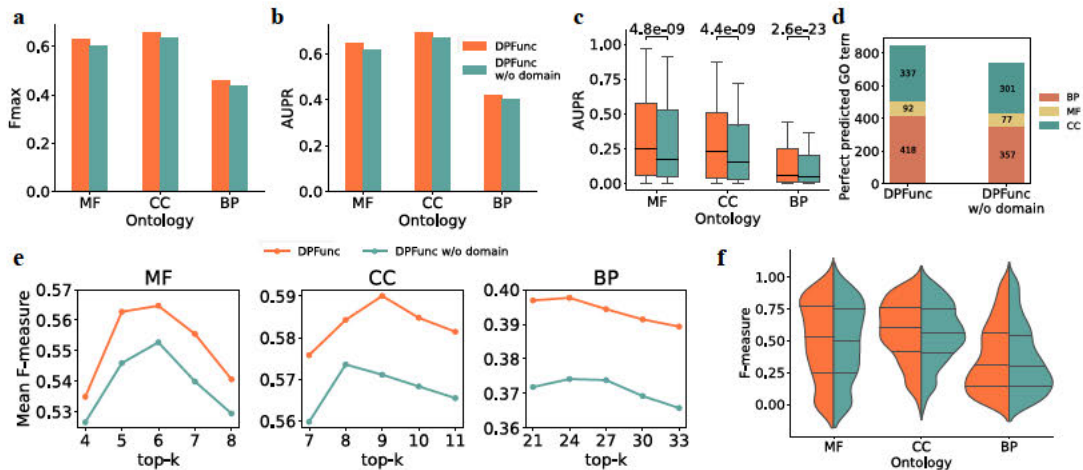 a
Fmax
0.6
0.4
0.2
0.0
MF CC BP
Ontology
b
AUPR
0.6
0.4
0.2
0.0
MF CC BP
Ontology
DPFunc
DPFunc
w/o domain
c
4.8e-09 4.4e-09 2.6e-23
AUPR
1.00
0.75
0.50
0.25
0.00
MF CC BP
Ontology
d
Perfect predicted GO tern
800
600
400
200
0
337
92
418
301
77
357
DPFunc DPFunc
w/o domain
BP
MF
CC
e
DPFunc DPFunc w/o domain
MF
Mean F-measure
0.57
0.56
0.55
0.54
0.53
4 5 6 7 8
top-k
CC
0.59
0.58
0.57
0.56
7 8 9 10 11
top-k
BP
0.40
0.39
0.38
0.37
0.36
21 24 27 30 33
top-k
f
F-measure
1.00
0.75
0.50
0.25
0.00
MF CC BP
Ontology